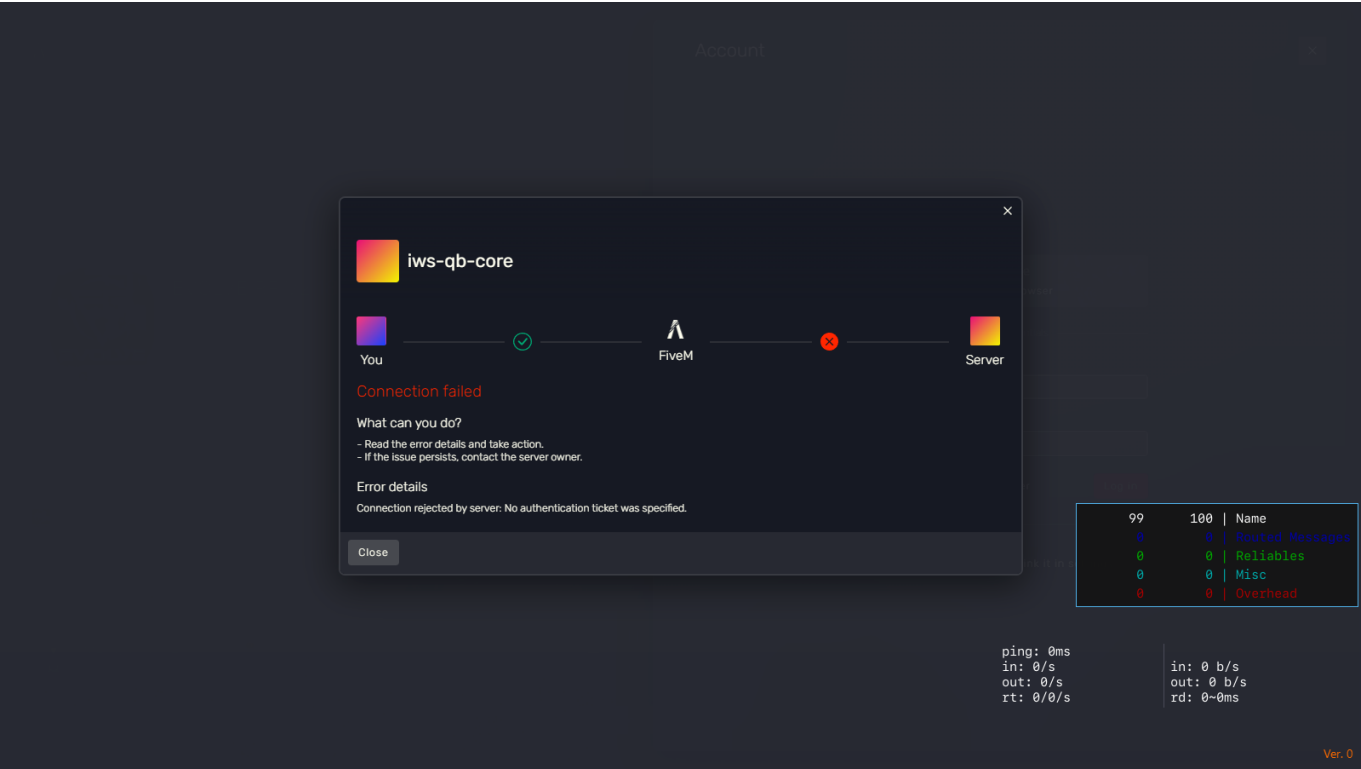 Account
iws-qb-core
You
FiveM
Server
Connection failed
What can you do?
- Read the error details and take action.
- If the issue persists, contact the server owner.
Error details
Connection rejected by server: No authentication ticket was specified.
Close
99 100 | Name
0 0 | Routed Messages
0 0 | Reliables
0 0 | Misc
0 0 | Overhead
ping: 0ms
in: 0/s in: 0 b/s
out: 0/s out: 0 b/s
rt: 0/0/s rd: 0~0ms
Ver. 0